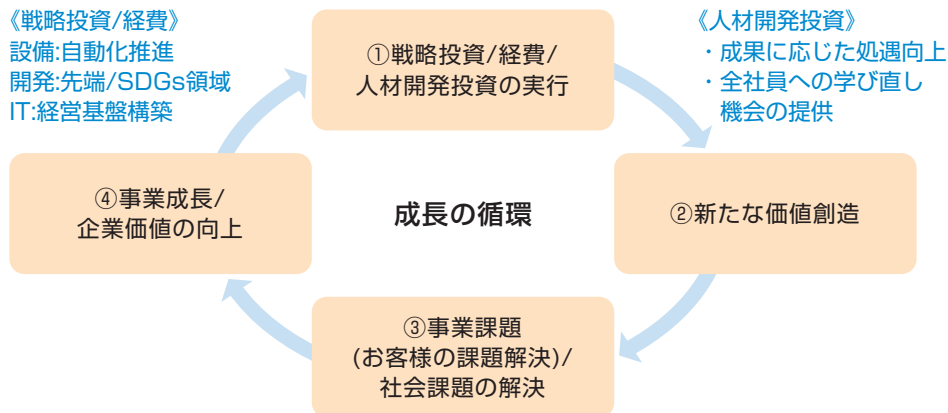 《戦略投資/経費》
設備:自動化推進
開発:先端/SDGs領域
IT:経営基盤構築
①戦略投資/経費/
人材開発投資の実行
《人材開発投資》
・成果に応じた処遇向上
・全社員への学び直し
機会の提供
④事業成長/
企業価値の向上
成長の循環
②新たな価値創造
③事業課題
(お客様の課題解決)/
社会課題の解決